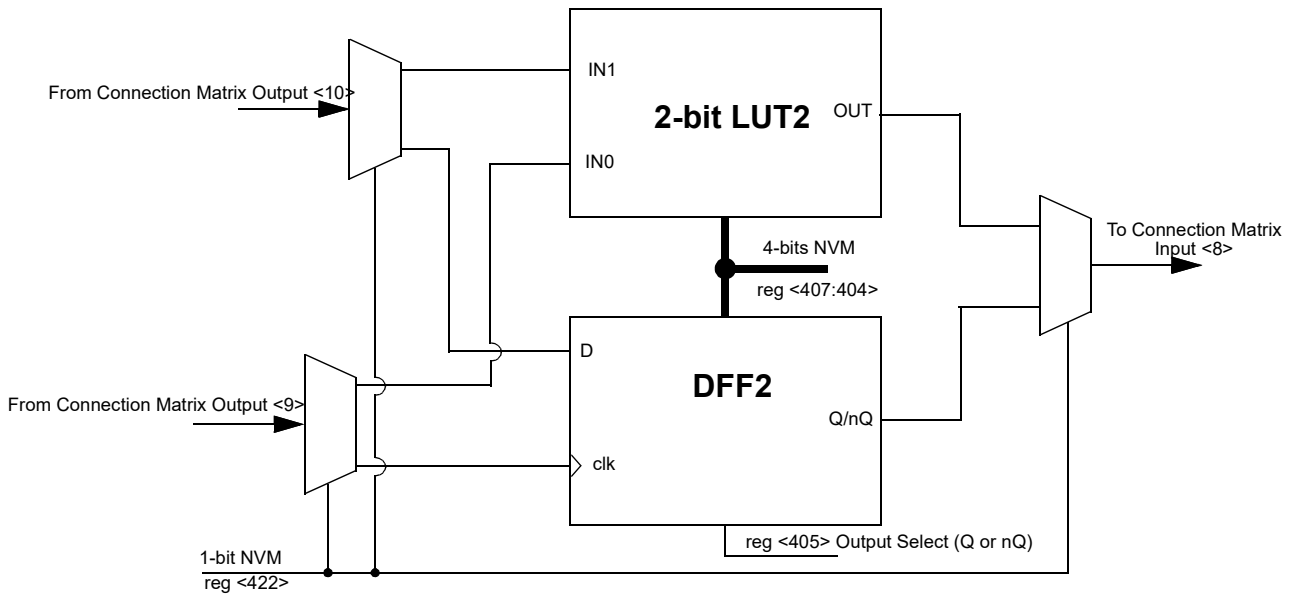 From Connection Matrix Output <10>
IN1
2-bit LUT2
OUT
IN0
To Connection Matrix
Input <8>
4-bits NVM
reg <407:404>
D
DFF2
From Connection Matrix Output <9>
Q/nQ
clk
reg <405> Output Select (Q or nQ)
1-bit NVM
reg <422>